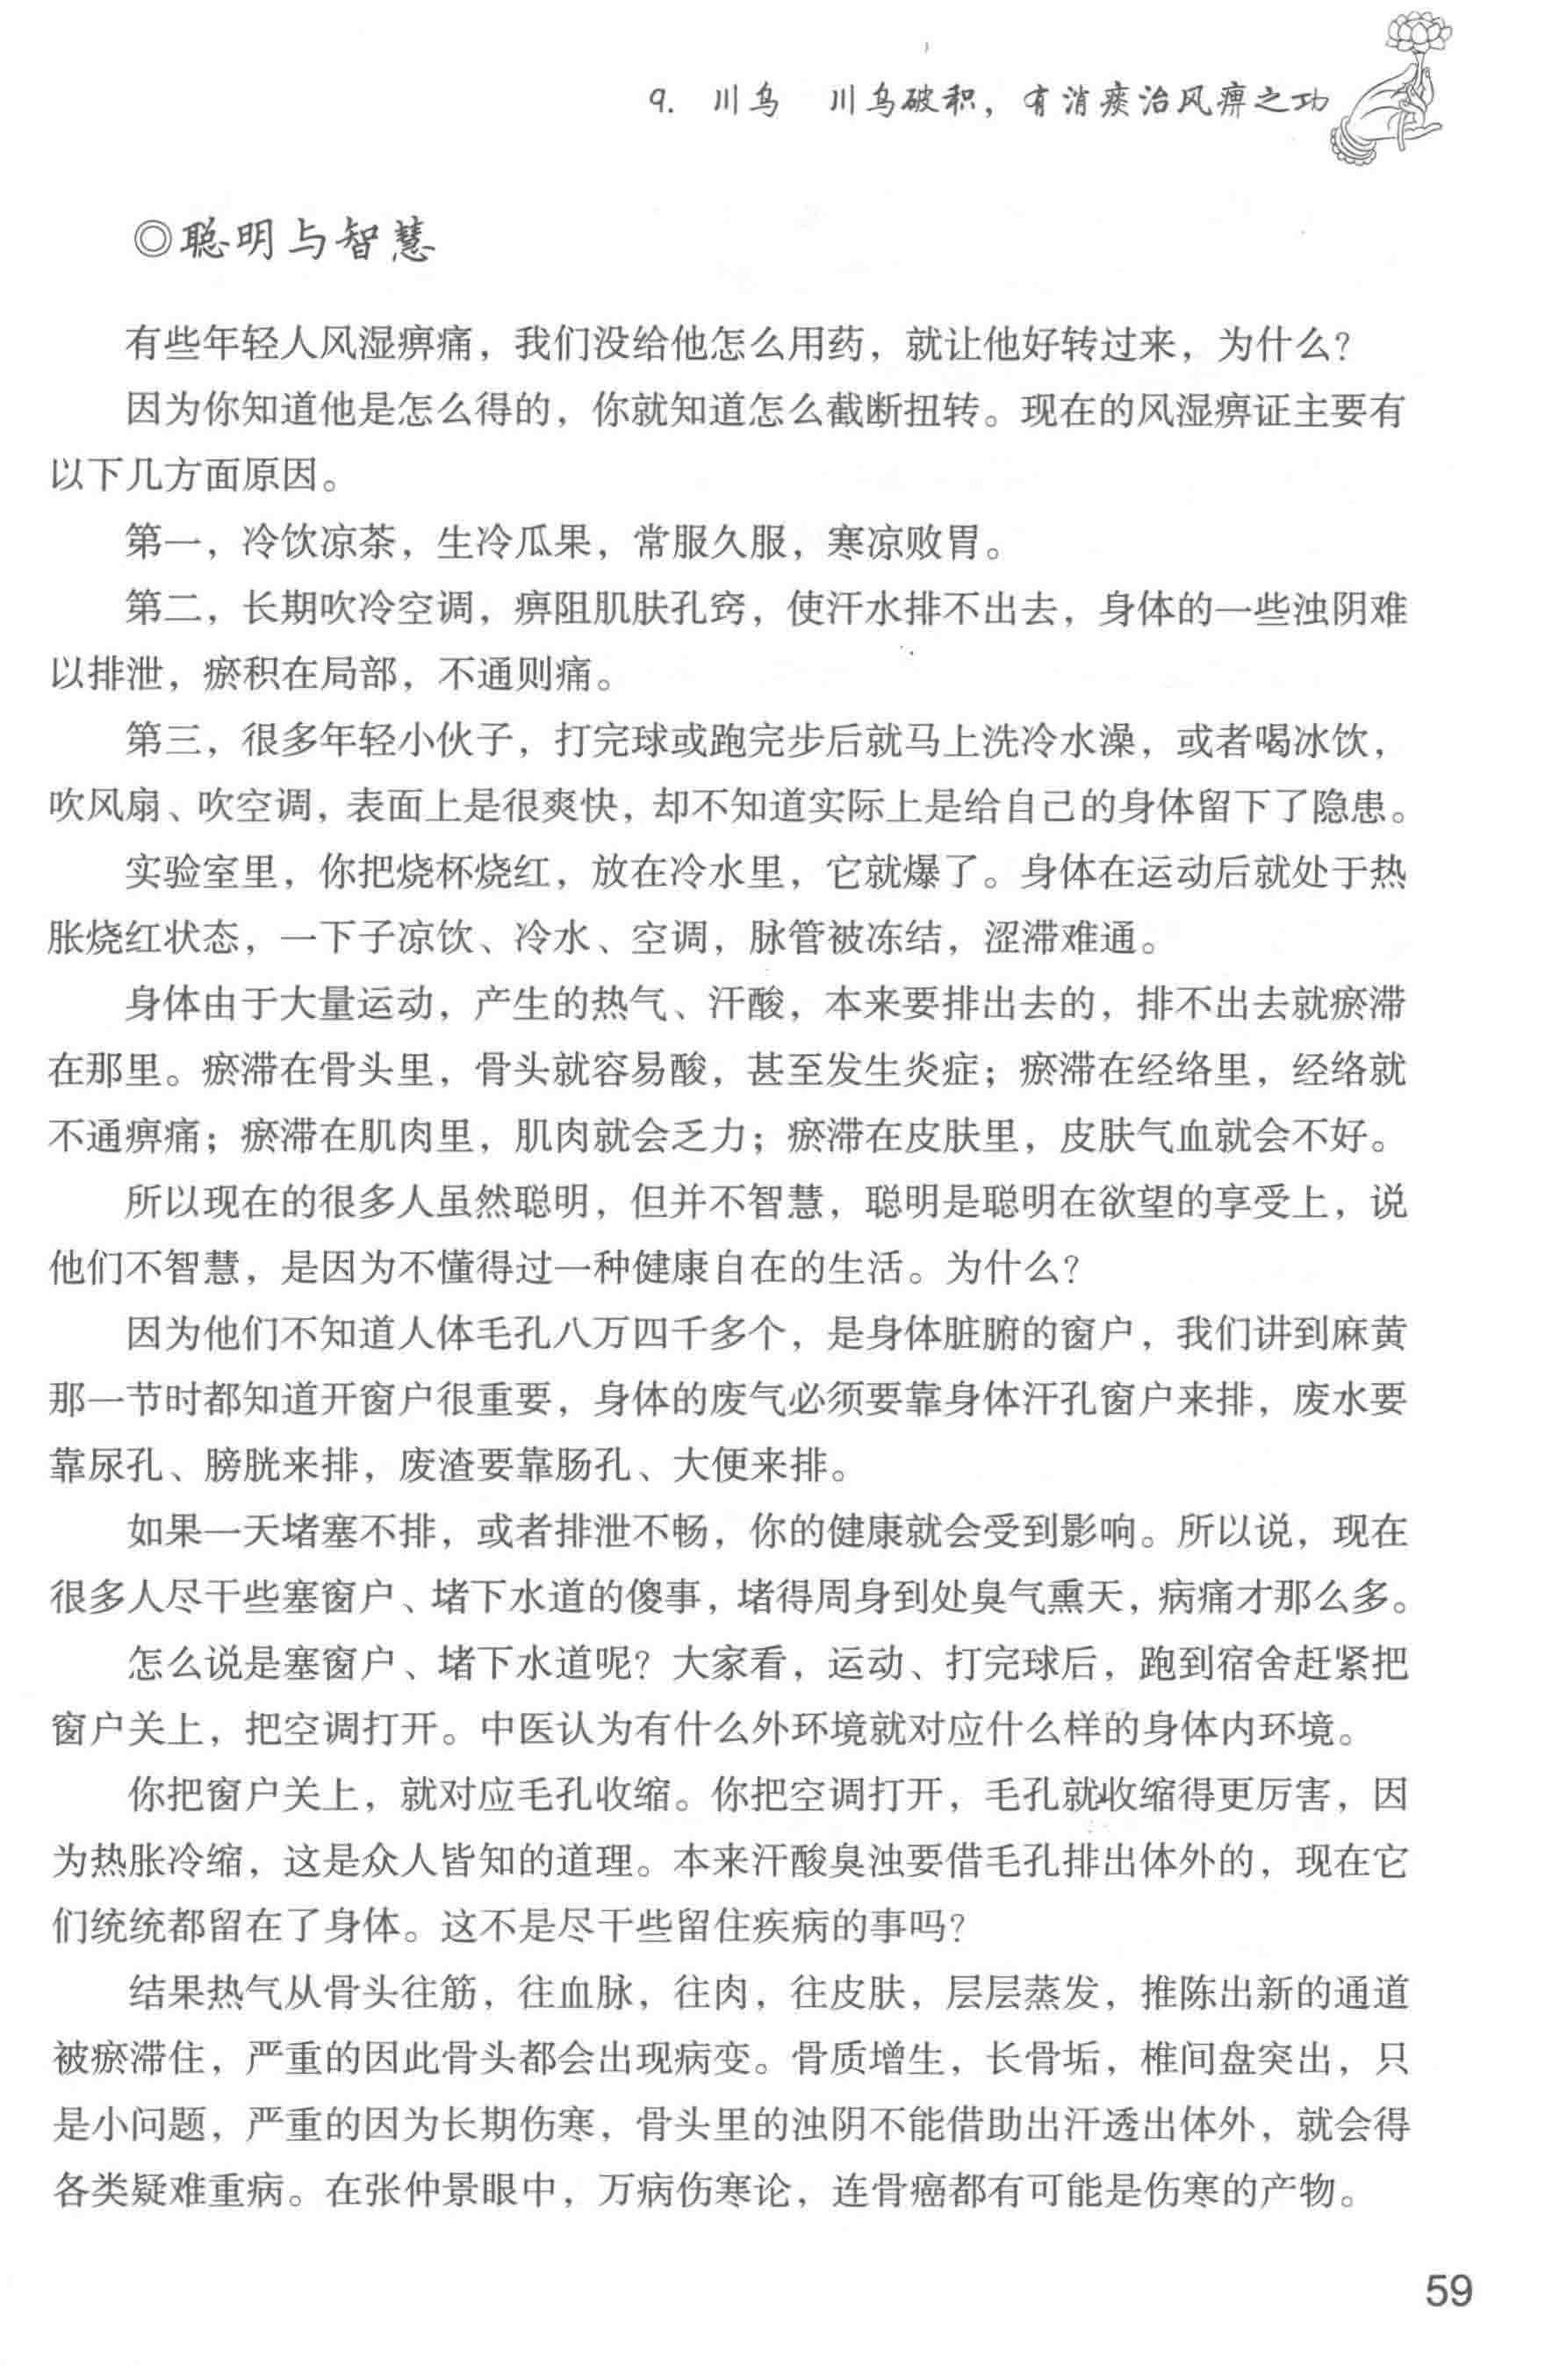 9. 川乌 川乌破积，有消痰治风痹之功
◎聪明与智慧
有些年轻人风湿痹痛，我们没给他怎么用药，就让他好转过来，为什么？
因为你知道他是怎么得的，你就知道怎么截断扭转。现在的风湿痹证主要有
以下几方面原因。
第一，冷饮凉茶，生冷瓜果，常服久服，寒凉败胃。
第二，长期吹冷空调，痹阻肌肤孔窍，使汗水排不出去，身体的一些浊阴难
以排泄，瘀积在局部，不通则痛。
第三，很多年轻小伙子，打完球或跑完步后就马上洗冷水澡，或者喝冰饮，
吹风扇、吹空调，表面上是很爽快，却不知道实际上是给自己的身体留下了隐患。
实验室里，你把烧杯烧红，放在冷水里，它就爆了。身体在运动后就处于热
胀烧红状态，一下子凉饮、冷水、空调，脉管被冻结，涩滞难通。
身体由于大量运动，产生的热气、汗酸，本来要排出去的，排不出去就瘀滞
在那里。瘀滞在骨头里，骨头就容易酸，甚至发生炎症；瘀滞在经络里，经络就
不通痹痛；瘀滞在肌肉里，肌肉就会乏力；瘀滞在皮肤里，皮肤气血就会不好。
所以现在的很多人虽然聪明，但并不智慧，聪明是聪明在欲望的享受上，说
他们不智慧，是因为不懂得过一种健康自在的生活。为什么？
因为他们不知道人体毛孔八万四千多个，是身体脏腑的窗户，我们讲到麻黄
那一节时都知道开窗户很重要，身体的废气必须要靠身体汗孔窗户来排，废水要
靠尿孔、膀胱来排，废渣要靠肠孔、大便来排。
如果一天堵塞不排，或者排泄不畅，你的健康就会受到影响。所以说，现在
很多人尽干些塞窗户、堵下水道的傻事，堵得周身到处臭气熏天，病痛才那么多。
怎么说是塞窗户、堵下水道呢？大家看，运动、打完球后，跑到宿舍赶紧把
窗户关上，把空调打开。中医认为有什么外环境就对应什么样的身体内环境。
你把窗户关上，就对应毛孔收缩。你把空调打开，毛孔就收缩得更厉害，因
为热胀冷缩，这是众人皆知的道理。本来汗酸臭浊要借毛孔排出体外的，现在它
们统统都留在了身体。这不是尽干些留住疾病的事吗？
结果热气从骨头往筋，往血脉，往肉，往皮肤，层层蒸发，推陈出新的通道
被瘀滞住，严重的因此骨头都会出现病变。骨质增生，长骨垢，椎间盘突出，只
是小问题，严重的因为长期伤寒，骨头里的浊阴不能借助出汗透出体外，就会得
各类疑难重病。在张仲景眼中，万病伤寒论，连骨癌都有可能是伤寒的产物。
59